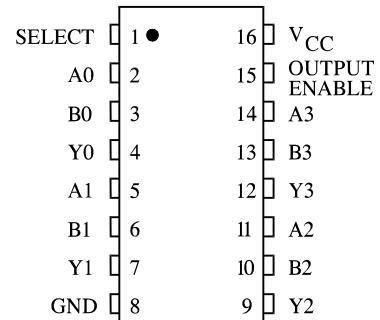 SELECT 1 16 VCC
A0 2 15 OUTPUT ENABLE
B0 3 14 A3
Y0 4 13 B3
A1 5 12 Y3
B1 6 11 A2
Y1 7 10 B2
GND 8 9 Y2